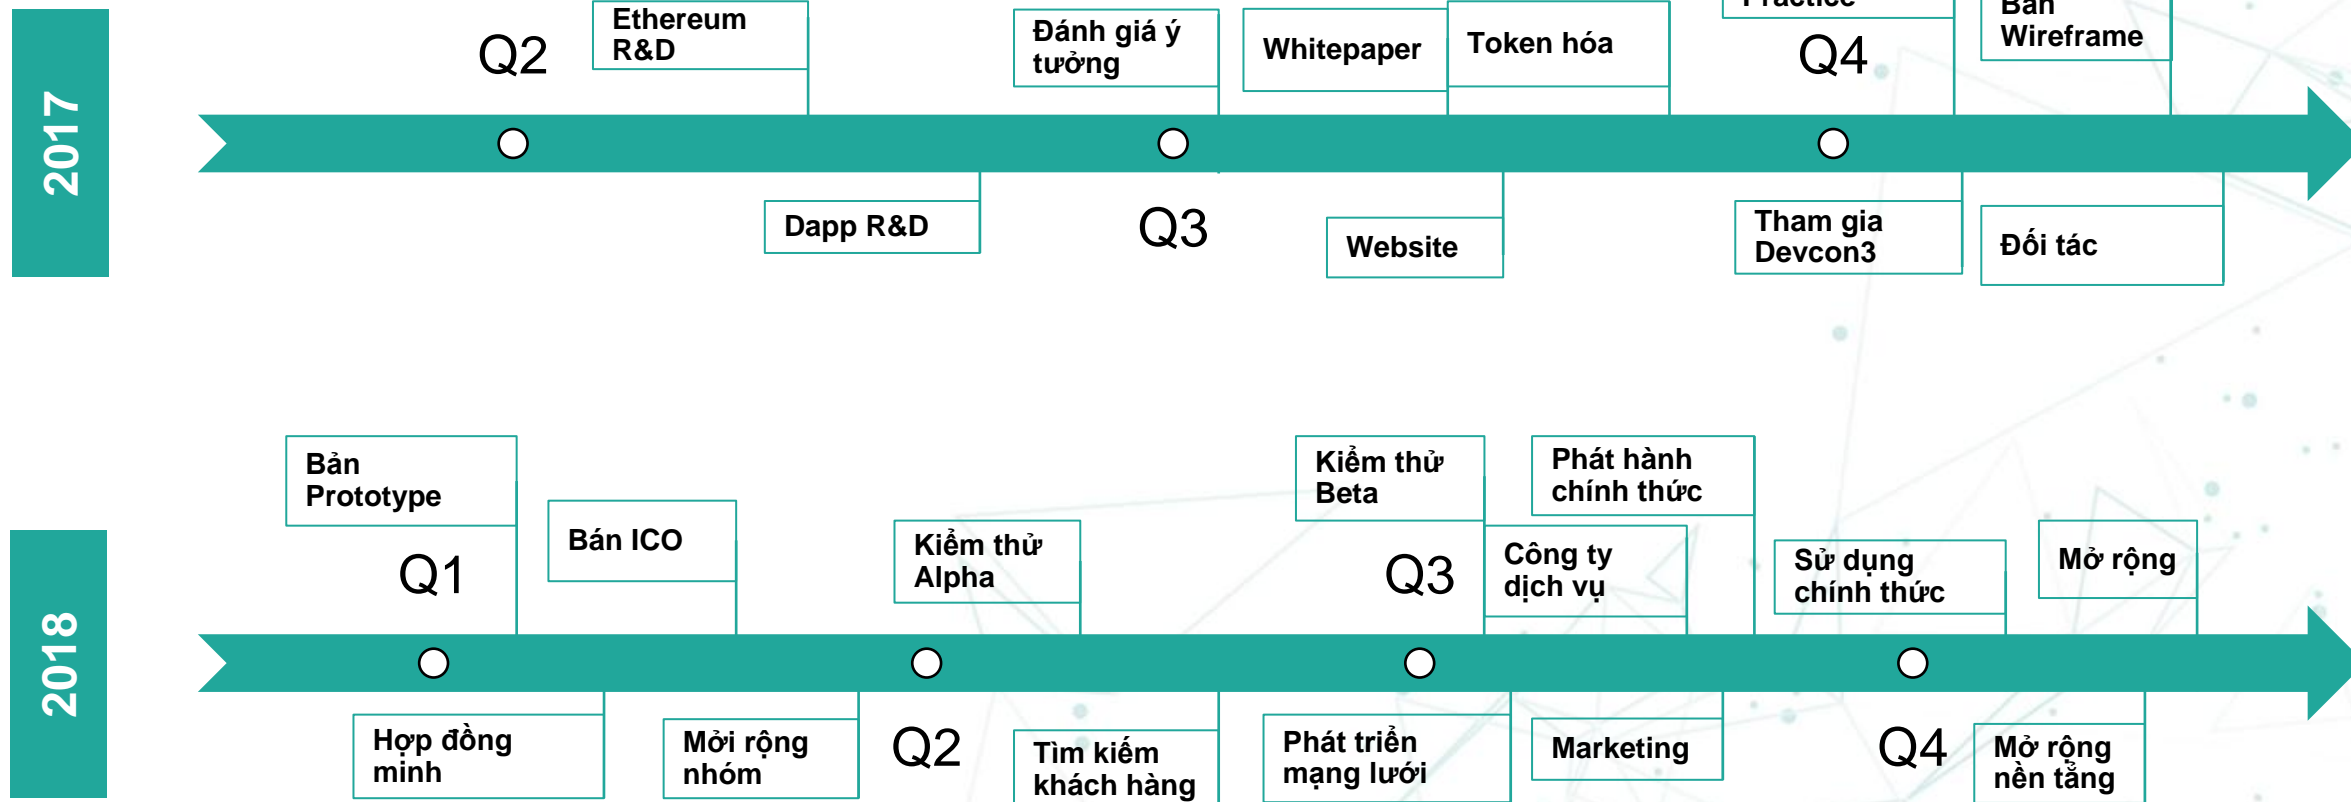 2017
Q2
Ethereum
R&D
Dapp R&D
Đánh giá ý
tưởng
Q3
Whitepaper
Website
Token hóa
Practice
Q4
Tham gia
Devcon3
Bản
Wireframe
Đối tác
2018
Bản
Prototype
Q1
Hợp đồng
minh
Bán ICO
Mởi rộng
nhóm
Kiểm thử
Alpha
Q2
Tìm kiếm
khách hàng
Kiểm thử
Beta
Q3
Phát triển
mạng lưới
Công ty
dịch vụ
Phát hành
chính thức
Marketing
Sử dụng
chính thức
Q4
Mở rộng
Mở rộng
nền tảng